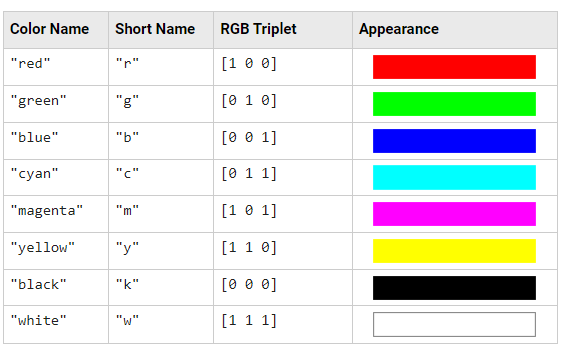 Color Name Short Name RGB Triplet Appearance
"red" "r" [1 0 0]
"green" "g" [0 1 0]
"blue" "b" [0 0 1]
"cyan" "c" [0 1 1]
"magenta" "m" [1 0 1]
"yellow" "y" [1 1 0]
"black" "k" [0 0 0]
"white" "w" [1 1 1]